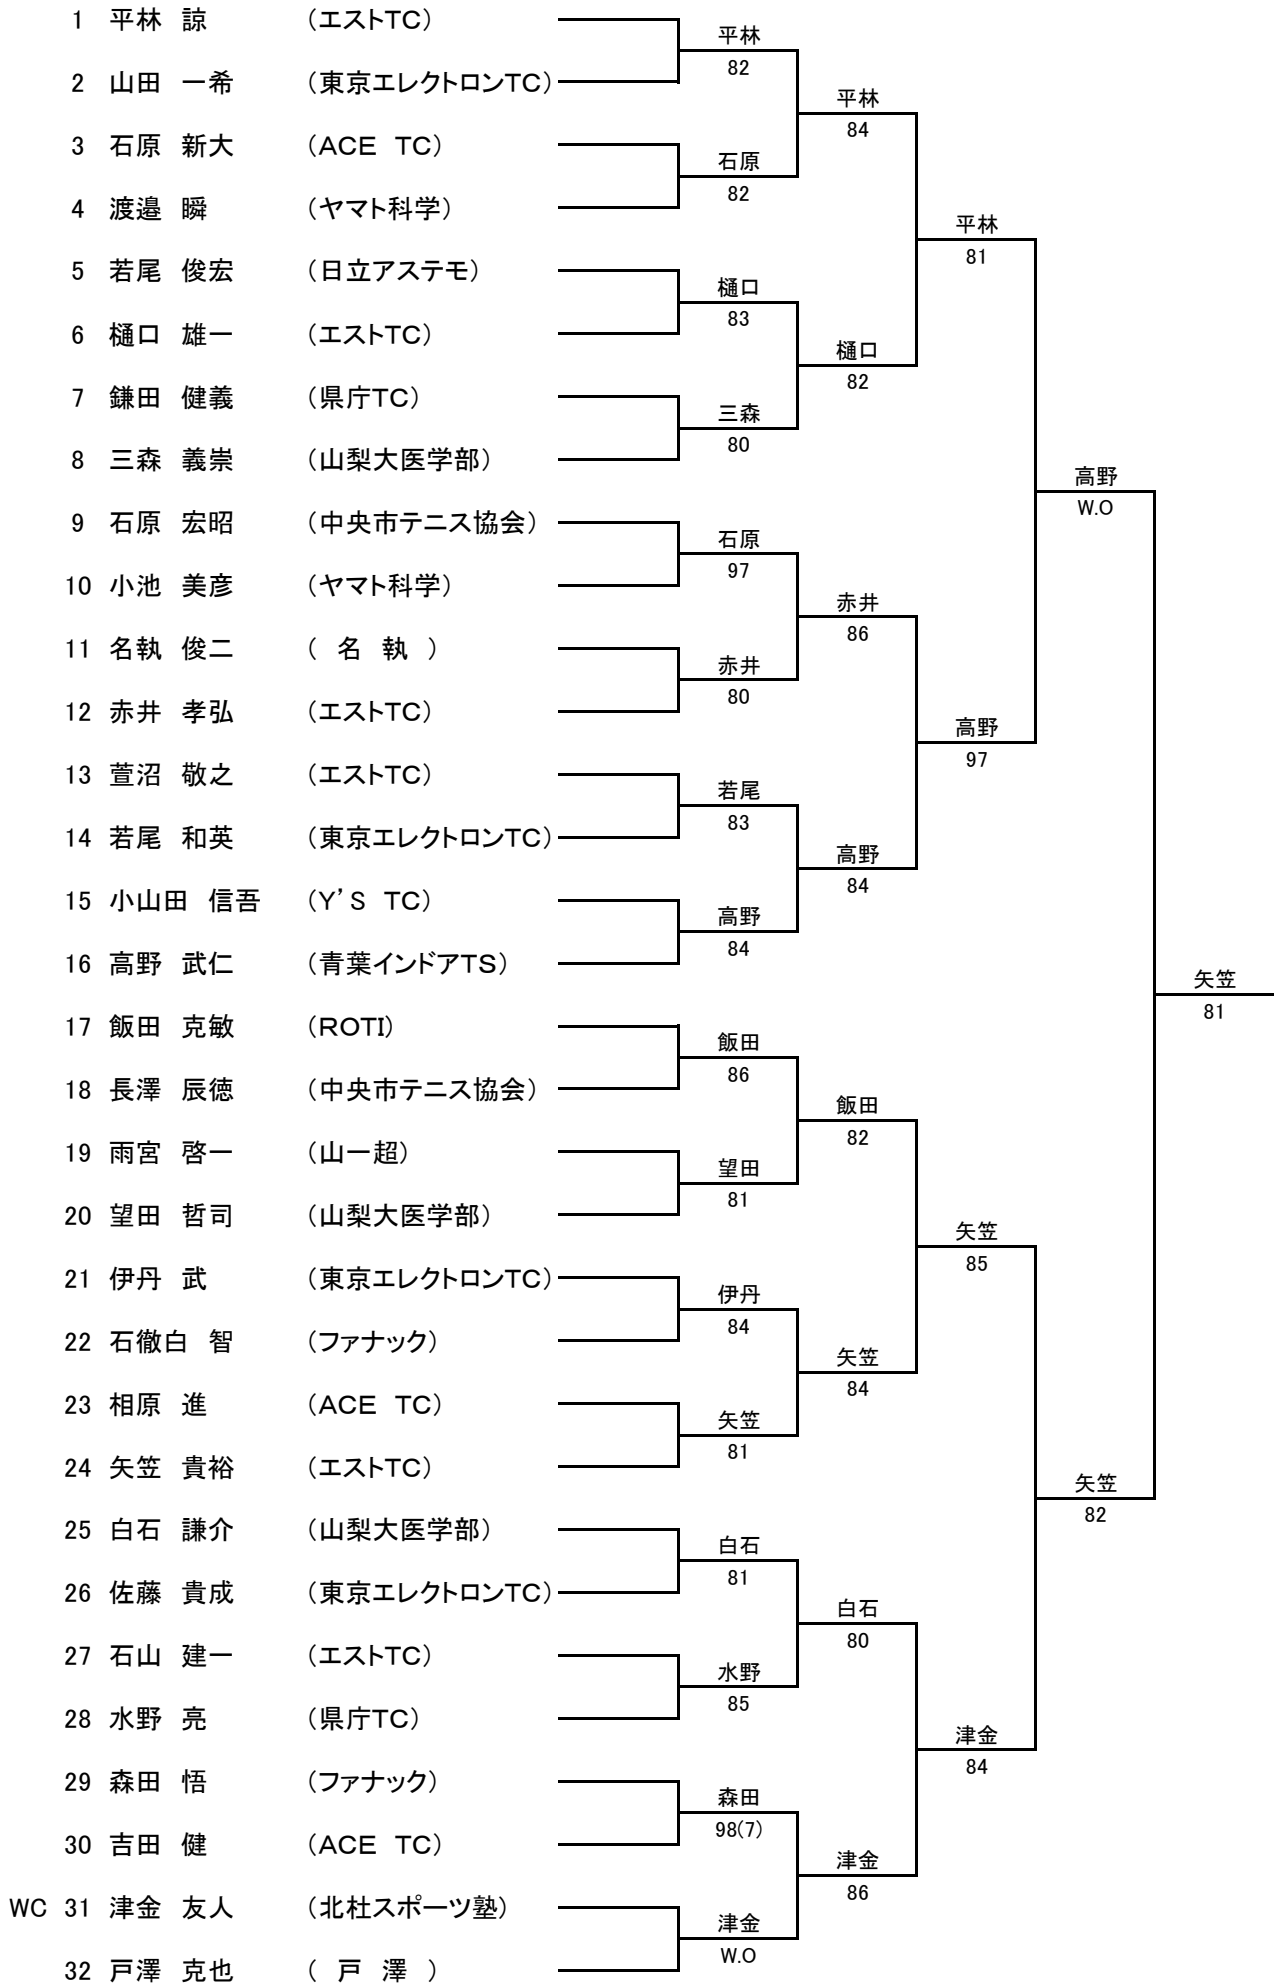 1 平林 諒 （エストTC）
平林
82
2 山田 一希 （東京エレクトロンTC）
平林
84
3 石原 新大 （ACE TC）
石原
82
4 渡邉 瞬 （ヤマト科学）
平林
81
5 若尾 俊宏 （日立アステモ）
樋口
83
6 樋口 雄一 （エストTC）
樋口
82
7 鎌田 健義 （県庁TC）
三森
80
8 三森 義崇 （山梨大医学部）
高野
W.O
9 石原 宏昭 （中央市テニス協会）
石原
97
10 小池 美彦 （ヤマト科学）
赤井
86
11 名執 俊二 （ 名 執 ）
赤井
80
12 赤井 孝弘 （エストTC）
高野
97
13 萱沼 敬之 （エストTC）
若尾
83
14 若尾 和英 （東京エレクトロンTC）
高野
84
15 小山田 信吾 （Y'S TC）
高野
84
16 高野 武仁 （青葉インドアTS）
矢笠
81
17 飯田 克敏 （ROTI）
飯田
86
18 長澤 辰徳 （中央市テニス協会）
飯田
82
19 雨宮 啓一 （山一超）
望田
81
20 望田 哲司 （山梨大医学部）
矢笠
85
21 伊丹 武 （東京エレクトロンTC）
伊丹
84
22 石徹白 智 （ファナック）
矢笠
84
23 相原 進 （ACE TC）
矢笠
81
24 矢笠 貴裕 （エストTC）
矢笠
82
25 白石 謙介 （山梨大医学部）
白石
81
26 佐藤 貴成 （東京エレクトロンTC）
白石
80
27 石山 建一 （エストTC）
水野
85
28 水野 亮 （県庁TC）
津金
84
29 森田 悟 （ファナック）
森田
98(7)
30 吉田 健 （ACE TC）
津金
86
WC 31 津金 友人 （北杜スポーツ塾）
津金
W.O
32 戸澤 克也 （ 戸 澤 ）